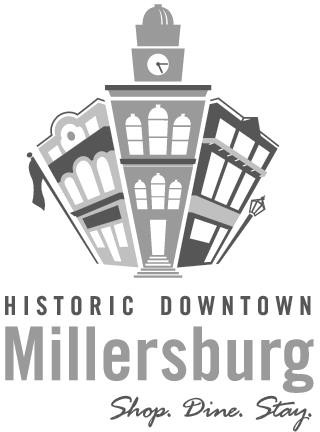 HISTORIC DOWNTOWN
Millersburg
Shop. Dine. Stay.